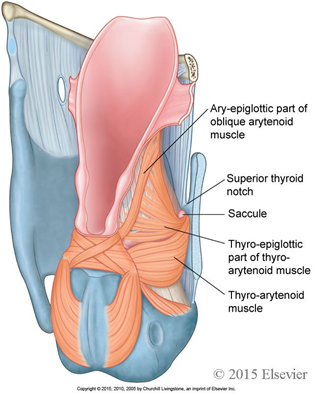 Ary-epiglottic part of
oblique arytenoid
muscle
Superior thyroid
notch
Saccule
Thyro-epiglottic
part of thyro-
arytenoid muscle
Thyro-arytenoid
muscle
© 2015 Elsevier
Copyright © 2015, 2010, 2005 by Churchill Livingstone, an imprint of Elsevier Inc.